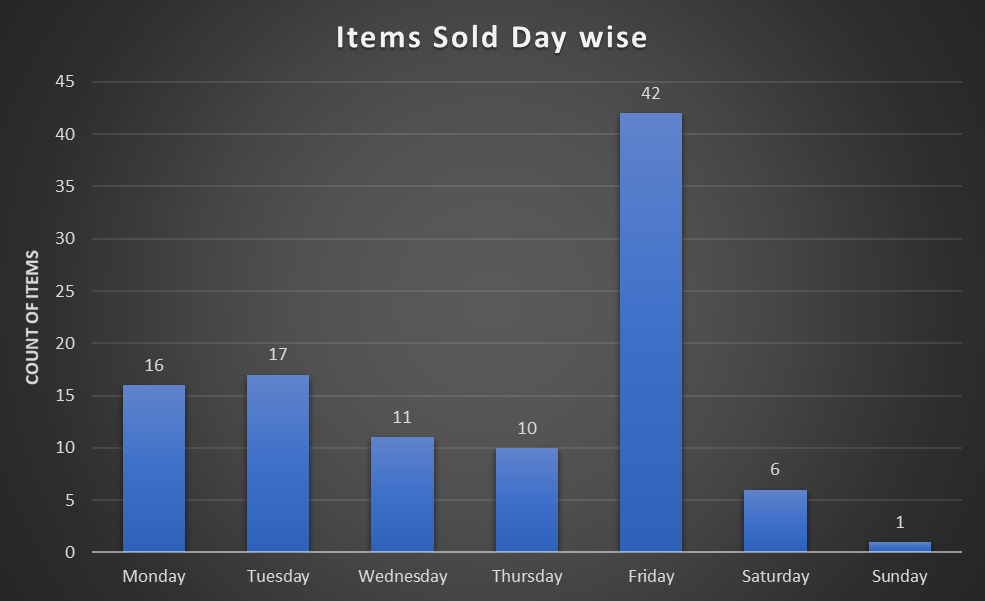 Items Sold Day wise
COUNT OF ITEMS
45
40
35
30
25
20
15
10
5
0
16
17
11
10
42
6
1
Monday
Tuesday
Wednesday
Thursday
Friday
Saturday
Sunday